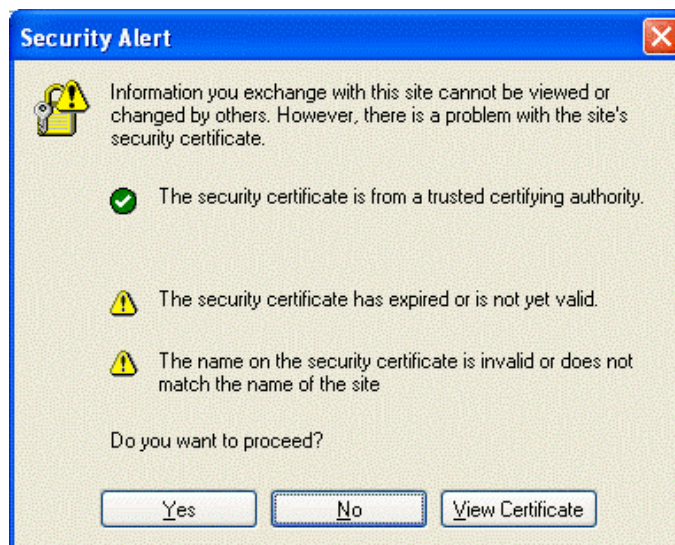 Security Alert
Information you exchange with this site cannot be viewed or
changed by others. However, there is a problem with the site's
security certificate.
The security certificate is from a trusted certifying authority.
The security certificate has expired or is not yet valid.
The name on the security certificate is invalid or does not
match the name of the site
Do you want to proceed?
Yes No View Certificate